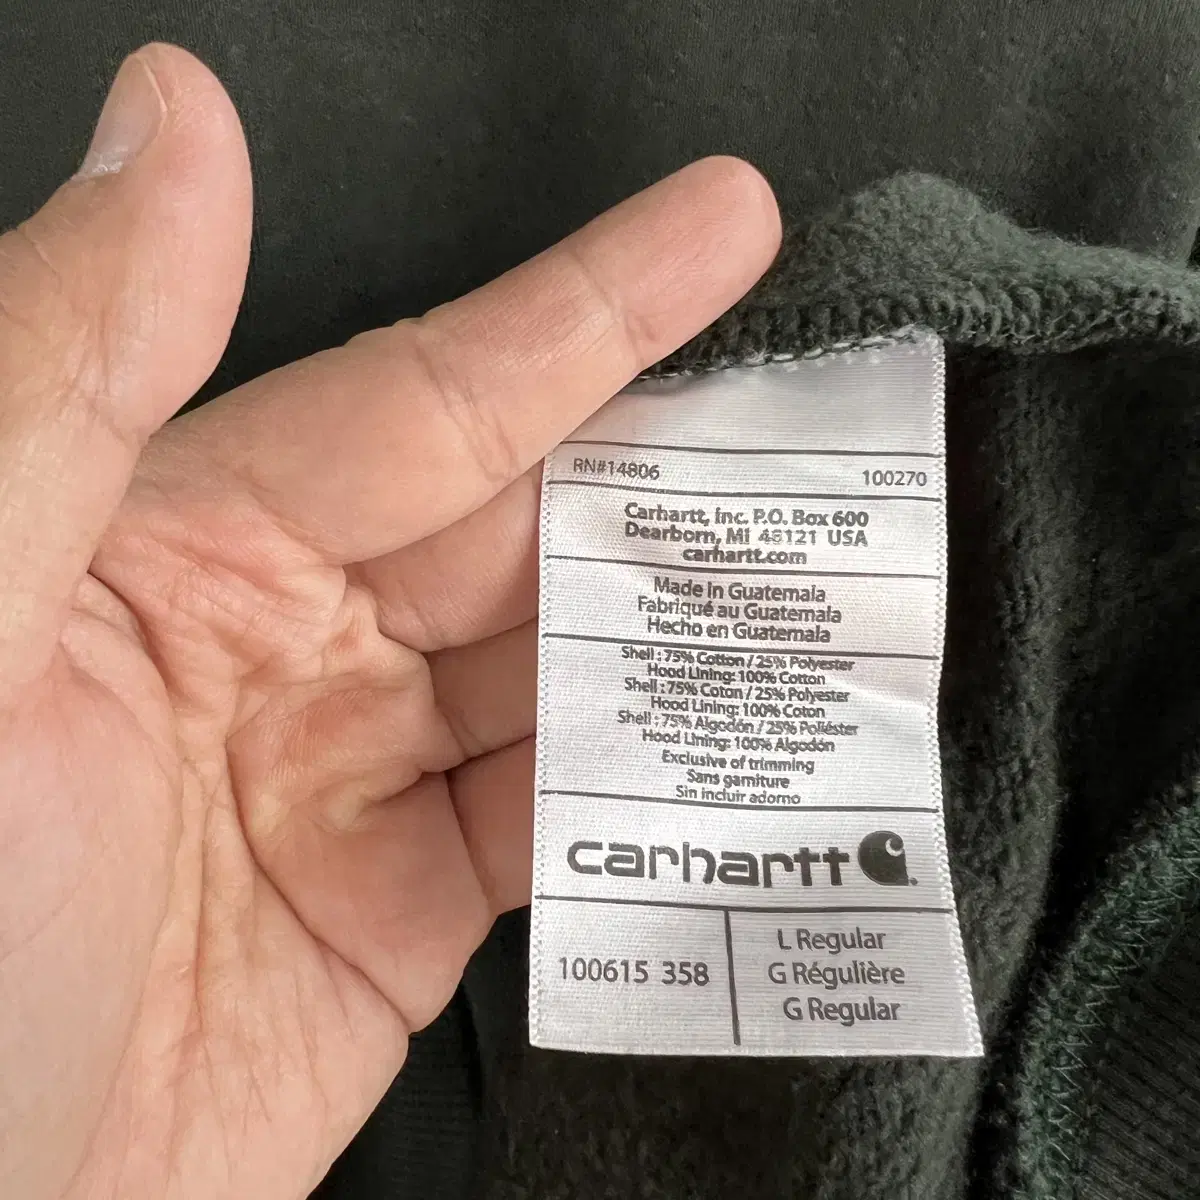 RN#14806 100270
Carhartt, Inc. P.O. Box 600
Dearborn, MI 48121 USA
carhartt.com
Made in Guatemala
Fabriqué au Guatemala
Hecho en Guatemala
Shell : 75% Cotton / 25% Polyester
Hood Lining: 100% Cotton
Shell : 75% Coton / 25% Polyester
Hood Lining: 100% Coton
Shell : 75% Algodón / 25% Poliéster
Hood Lining: 100% Algodón
Exclusive of trimming
Sans garniture
Sin incluir adorno
carhartt
100615 358
L Regular
G Régulière
G Regular